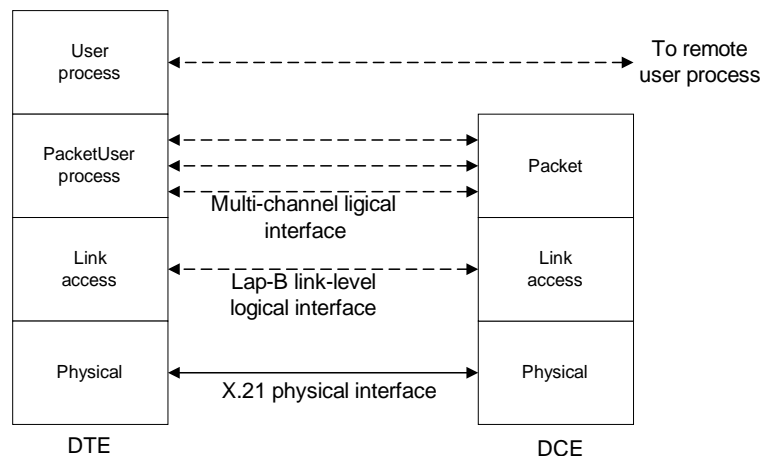 User
process
To remote
user process
PacketUser
process
Packet
Multi-channel ligical
interface
Link
access
Lap-B link-level
logical interface
Link
access
Physical
X.21 physical interface
Physical
DTE
DCE